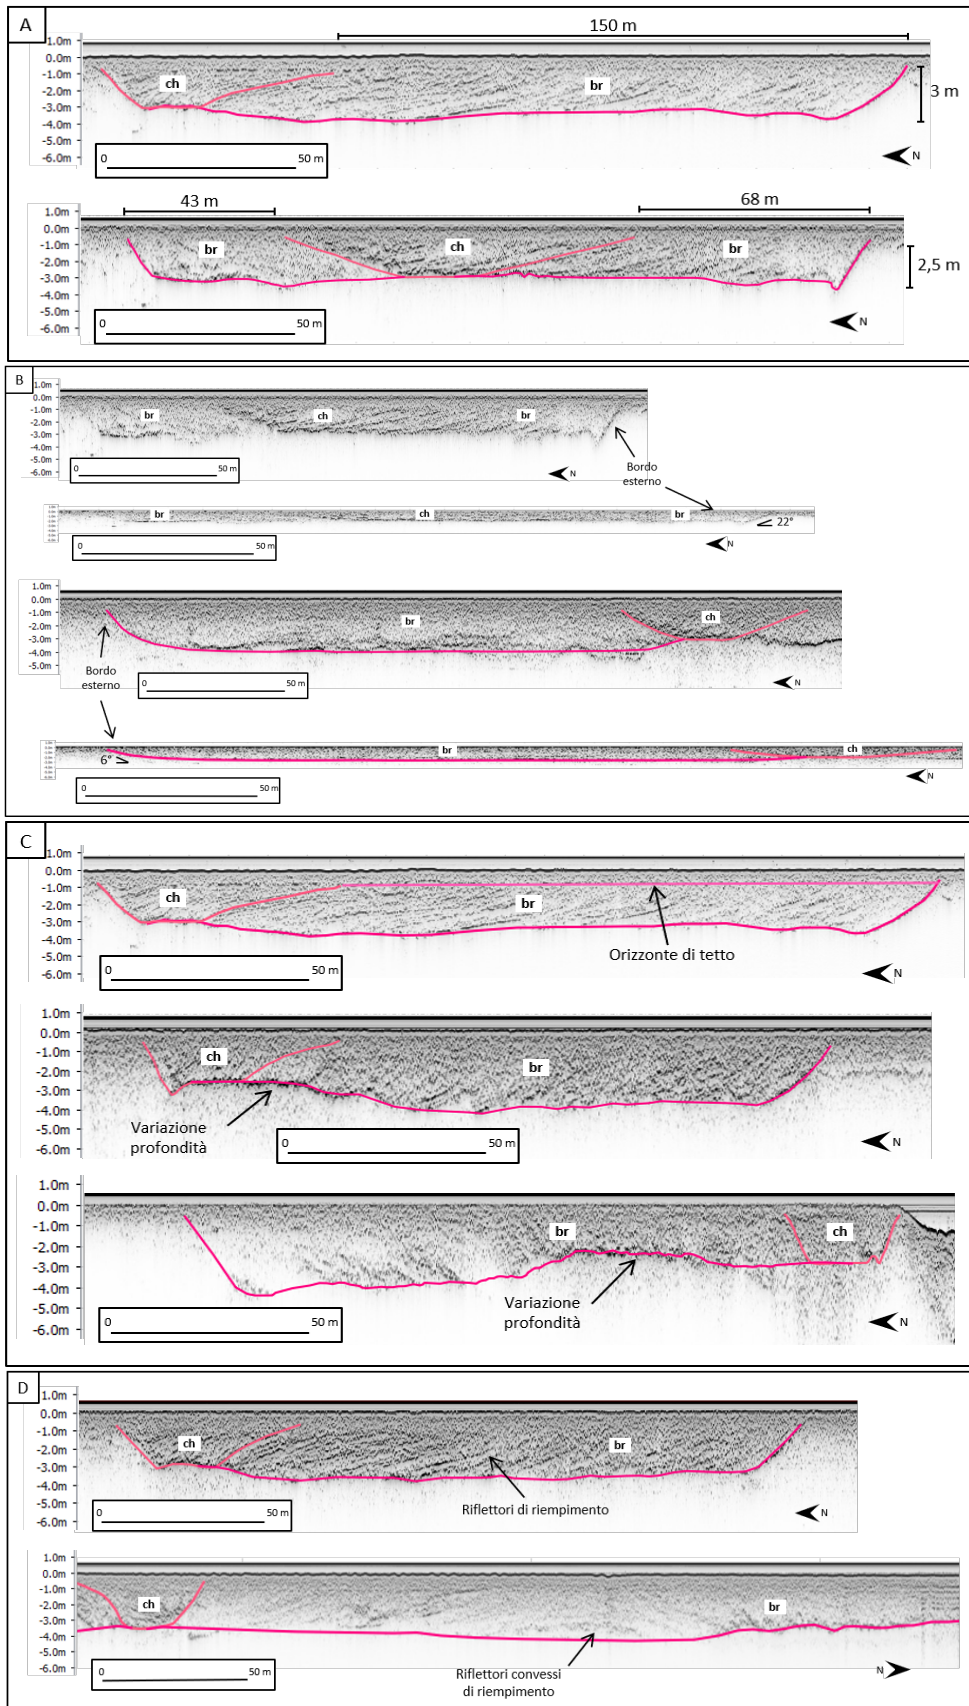 A
150 m
1.0m
0.0m
-1.0m
-2.0m
-3.0m
-4.0m
-5.0m
-6.0m
ch
br
3 m
0 50 m
N
43 m
68 m
1.0m
0.0m
-1.0m
-2.0m
-3.0m
-4.0m
-5.0m
-6.0m
br
ch
br
2,5 m
0 50 m
N
B
1.0m
0.0m
-1.0m
-2.0m
-3.0m
-4.0m
-5.0m
-6.0m
br
ch
br
0 50 m
N
Bordo
esterno
br
ch
br
22°
0 50 m
N
1.0m
0.0m
-1.0m
-2.0m
-3.0m
-4.0m
-5.0m
br
ch
Bordo
esterno
0 50 m
N
br
ch
6°
0 50 m
N
C
1.0m
0.0m
-1.0m
-2.0m
-3.0m
-4.0m
-5.0m
-6.0m
ch
br
Orizzonte di tetto
0 50 m
N
1.0m
0.0m
-1.0m
-2.0m
-3.0m
-4.0m
-5.0m
-6.0m
ch
br
Variazione
profondità
0 50 m
N
1.0m
0.0m
-1.0m
-2.0m
-3.0m
-4.0m
-5.0m
-6.0m
br
ch
Variazione
profondità
0 50 m
N
D
1.0m
0.0m
-1.0m
-2.0m
-3.0m
-4.0m
-5.0m
-6.0m
ch
br
Riflettori di riempimento
0 50 m
N
1.0m
0.0m
-1.0m
-2.0m
-3.0m
-4.0m
-5.0m
-6.0m
ch
br
Riflettori convessi
di riempimento
0 50 m
N